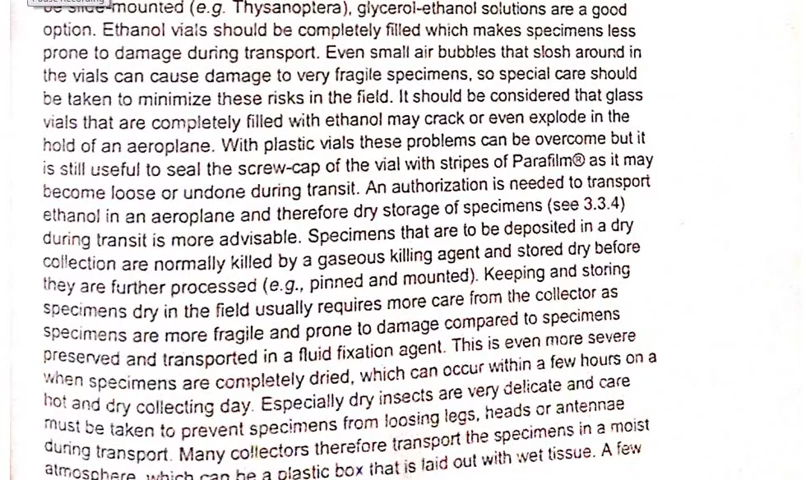 be slide-mounted (e.g. Thysanoptera), glycerol-ethanol solutions are a good
option. Ethanol vials should be completely filled which makes specimens less
prone to damage during transport. Even small air bubbles that slosh around in
the vials can cause damage to very fragile specimens, so special care should
be taken to minimize these risks in the field. It should be considered that glass
vials that are completely filled with ethanol may crack or even explode in the
hold of an aeroplane. With plastic vials these problems can be overcome but it
is still useful to seal the screw-cap of the vial with stripes of Parafilm® as it may
become loose or undone during transit. An authorization is needed to transport
ethanol in an aeroplane and therefore dry storage of specimens (see 3.3.4)
during transit is more advisable. Specimens that are to be deposited in a dry
collection are normally killed by a gaseous killing agent and stored dry before
they are further processed (e.g., pinned and mounted). Keeping and storing
specimens dry in the field usually requires more care from the collector as
specimens are more fragile and prone to damage compared to specimens
preserved and transported in a fluid fixation agent. This is even more severe
when specimens are completely dried, which can occur within a few hours on a
hot and dry collecting day. Especially dry insects are very delicate and care
must be taken to prevent specimens from loosing legs, heads or antennae
during transport. Many collectors therefore transport the specimens in a moist
atmosphere, which can be a plastic box that is laid out with wet tissue. A few